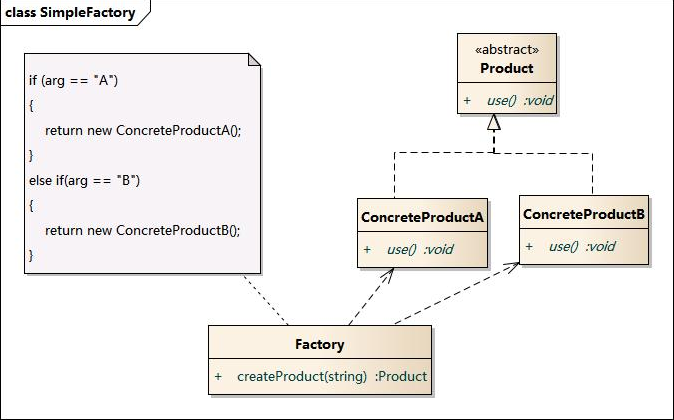 class SimpleFactory
if (arg == "A")
{
return new ConcreteProductA();
}
else if(arg == "B")
{
return new ConcreteProductB();
}
«abstract»
Product
+ use() :void
ConcreteProductA
+ use() :void
ConcreteProductB
+ use() :void
Factory
+ createProduct(string) :Product